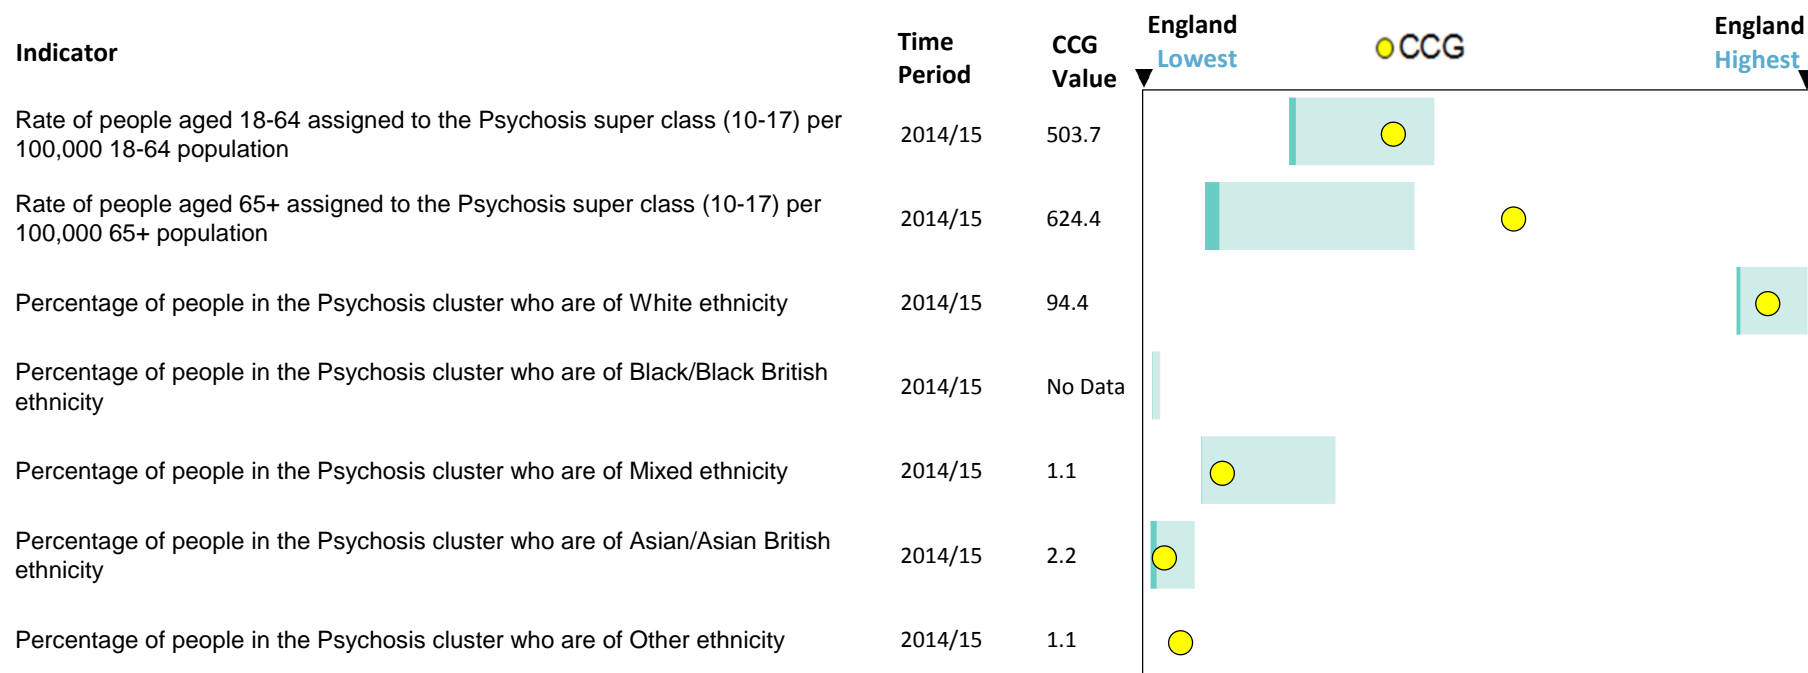 Indicator
Time
Period
CCG
Value
England
Lowest
CCG
England
Highest
Rate of people aged 18-64 assigned to the Psychosis super class (10-17) per
100,000 18-64 population
2014/15
503.7
Rate of people aged 65+ assigned to the Psychosis super class (10-17) per
100,000 65+ population
2014/15
624.4
Percentage of people in the Psychosis cluster who are of White ethnicity
2014/15
94.4
Percentage of people in the Psychosis cluster who are of Black/Black British
ethnicity
2014/15
No Data
Percentage of people in the Psychosis cluster who are of Mixed ethnicity
2014/15
1.1
Percentage of people in the Psychosis cluster who are of Asian/Asian British
ethnicity
2014/15
2.2
Percentage of people in the Psychosis cluster who are of Other ethnicity
2014/15
1.1